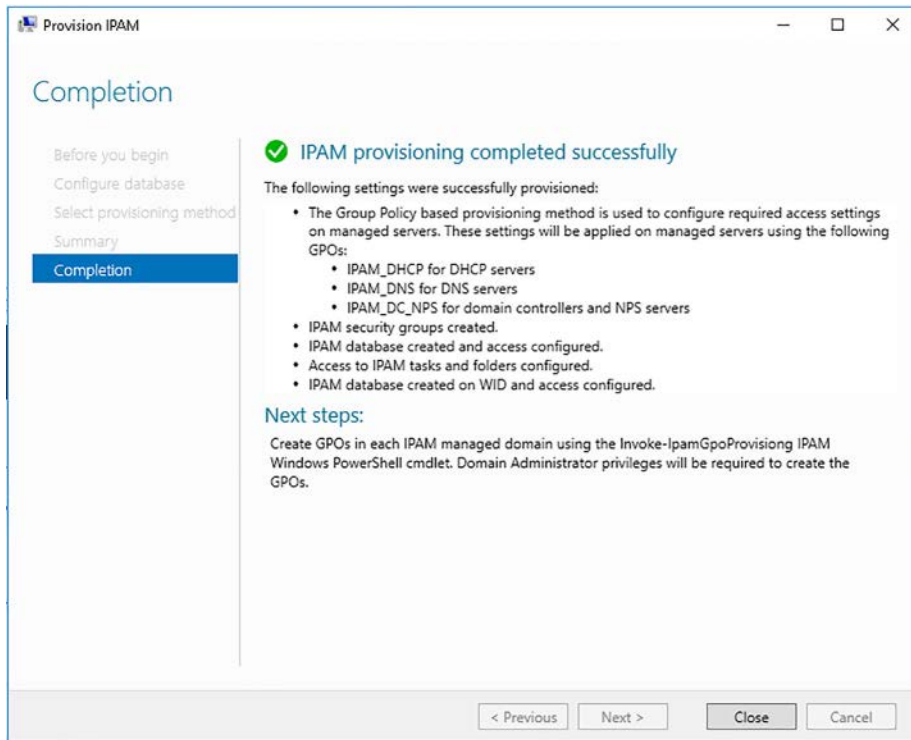 Provision IPAM
Completion
Before you begin
Configure database
Select provisioning method
Summary
Completion
IPAM provisioning completed successfully
The following settings were successfully provisioned:
• The Group Policy based provisioning method is used to configure required access settings
on managed servers. These settings will be applied on managed servers using the following
GPOs:
• IPAM_DHCP for DHCP servers
• IPAM_DNS for DNS servers
• IPAM_DC_NPS for domain controllers and NPS servers
• IPAM security groups created.
• IPAM database created and access configured.
• Access to IPAM tasks and folders configured.
• IPAM database created on WID and access configured.
Next steps:
Create GPOs in each IPAM managed domain using the Invoke-IpamGpoProvisiong IPAM
Windows PowerShell cmdlet. Domain Administrator privileges will be required to create the
GPOs.
< Previous Next > Close Cancel